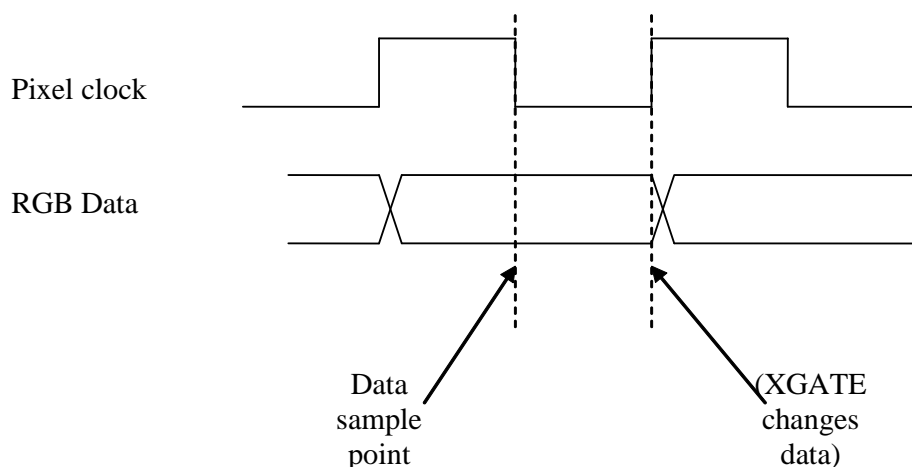 Pixel clock
RGB Data
Data
sample
point
(XGATE
changes
data)